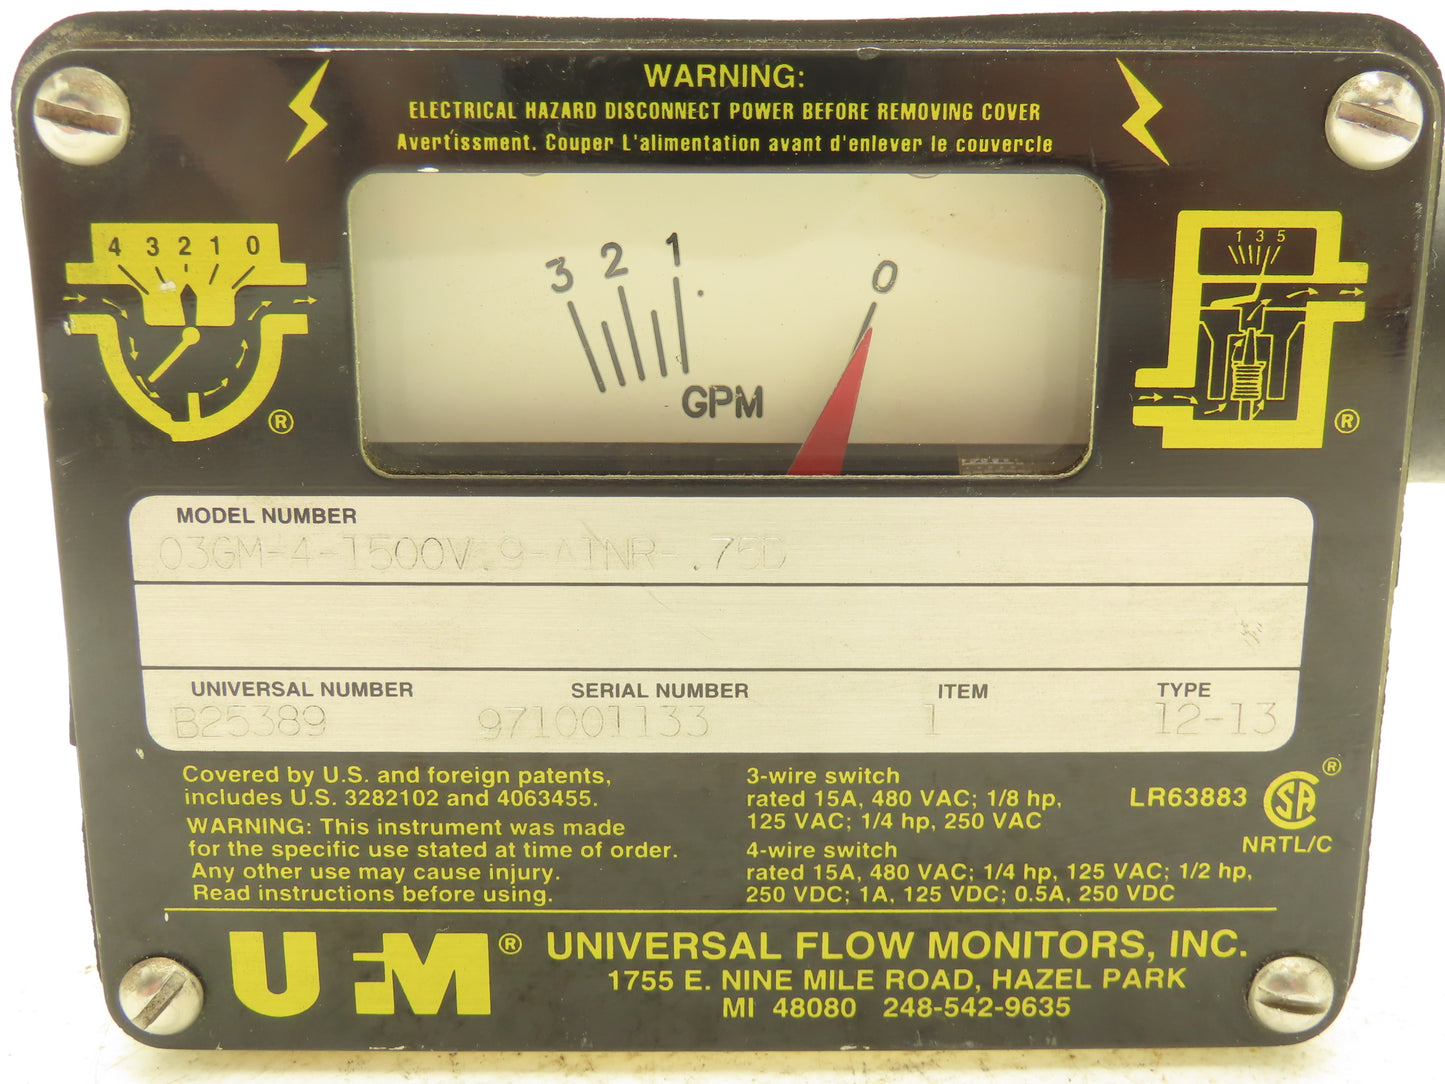 WARNING:
ELECTRICAL HAZARD DISCONNECT POWER BEFORE REMOVING COVER
Avertissment. Couper L'alimentation avant d'enlever le couvercle
4 3 2 1 0
®
3 2 1 0
GPM
1 3 5
®
MODEL NUMBER
03GM-4-1500V.9-A1NR-.75D
UNIVERSAL NUMBER SERIAL NUMBER ITEM TYPE
B25389 971001133 1 12-13
Covered by U.S. and foreign patents,
includes U.S. 3282102 and 4063455.
WARNING: This instrument was made
for the specific use stated at time of order.
Any other use may cause injury.
Read instructions before using.
3-wire switch
rated 15A, 480 VAC; 1/8 hp,
125 VAC; 1/4 hp, 250 VAC
4-wire switch
rated 15A, 480 VAC; 1/4 hp, 125 VAC; 1/2 hp,
250 VDC; 1A, 125 VDC; 0.5A, 250 VDC
LR63883 SA ®
NRTL/C
UFM ® UNIVERSAL FLOW MONITORS, INC.
1755 E. NINE MILE ROAD, HAZEL PARK
MI 48080 248-542-9635